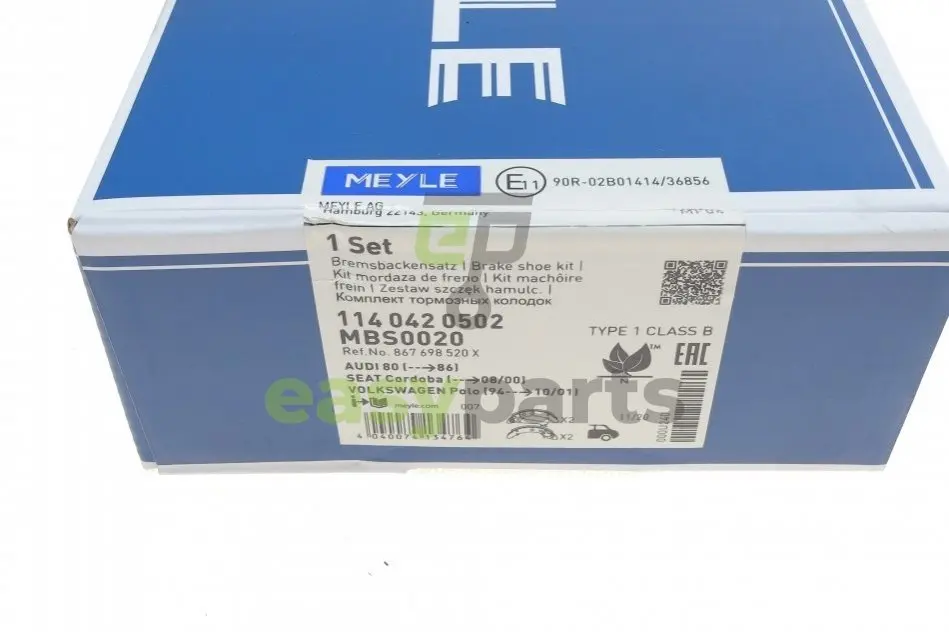 LE
MEYLE
E11 90R-02B01414/36856
MEYLE AG
Hamburg 22143, Germany
1 Set
Bremsbackensatz | Brake shoe kit |
Kit mordaza de freno | Kit machôire
frein | Zestaw szczęk hamulc. |
Комплект тормозных колодок
114 042 0502
MBS0020
Ref.No. 867 698 520 X
TYPE 1 CLASS B
AUDI 80 (--->86)
SEAT Cordoba (--->08/00)
VOLKSWAGEN Polo (94--->10/01)
EAC
meyle.com 007
X2
X2
11/20
4 040074 134764
easyparts